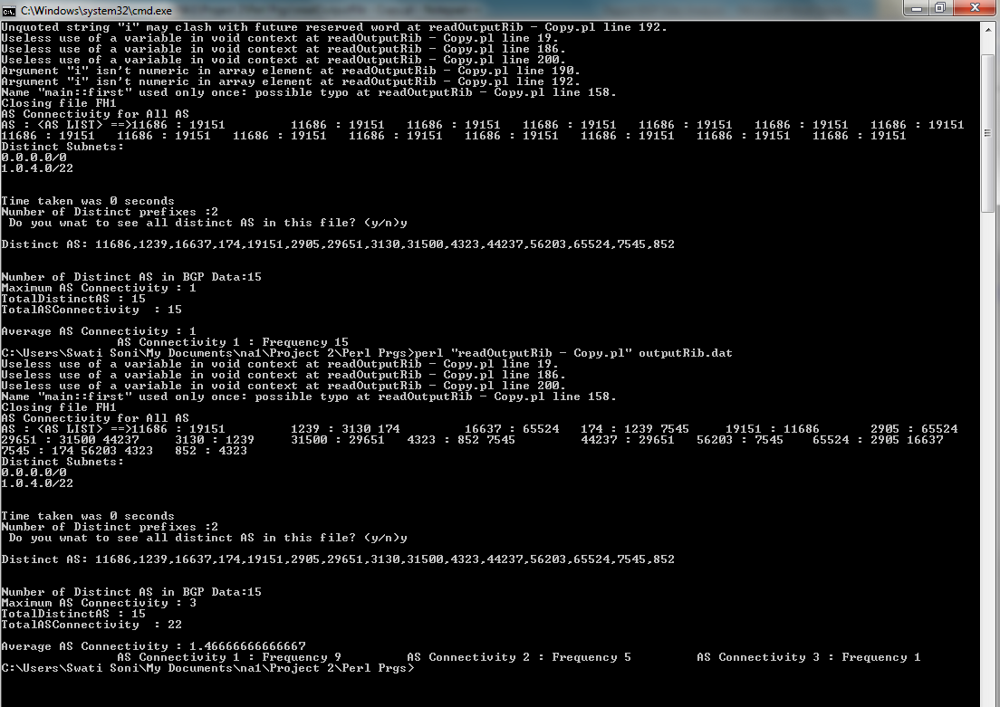 C:\Windows\system32\cmd.exe
Unquoted string "i" may clash with future reserved word at readOutputRib - Copy.pl line 192.
Useless use of a variable in void context at readOutputRib - Copy.pl line 19.
Useless use of a variable in void context at readOutputRib - Copy.pl line 186.
Useless use of a variable in void context at readOutputRib - Copy.pl line 200.
Argument "i" isn't numeric in array element at readOutputRib - Copy.pl line 190.
Argument "i" isn't numeric in array element at readOutputRib - Copy.pl line 192.
Name "main::first" used only once: possible typo at readOutputRib - Copy.pl line 158.
Closing file FH1
AS Connectivity for All AS
AS : <AS LIST> ==>11686 : 19151 11686 : 19151 11686 : 19151 11686 : 19151 11686 : 19151 11686 : 19151 11686 : 19151
11686 : 19151 11686 : 19151 11686 : 19151 11686 : 19151 11686 : 19151 11686 : 19151 11686 : 19151 11686 : 19151
Distinct Subnets:
0.0.0.0/0
1.0.4.0/22
Time taken was 0 seconds
Number of Distinct prefixes :2
Do you wnat to see all distinct AS in this file? (y/n)y
Distinct AS: 11686,1239,16637,174,19151,2905,29651,3130,31500,4323,44237,56203,65524,7545,852
Number of Distinct AS in BGP Data:15
Maximum AS Connectivity : 1
TotalDistinctAS : 15
TotalASConnectivity : 15
Average AS Connectivity : 1
AS Connectivity 1 : Frequency 15
C:\Users\Swati Soni\My Documents\na1\Project 2\Perl Prgs>perl "readOutputRib - Copy.pl" outputRib.dat
Useless use of a variable in void context at readOutputRib - Copy.pl line 19.
Useless use of a variable in void context at readOutputRib - Copy.pl line 186.
Useless use of a variable in void context at readOutputRib - Copy.pl line 200.
Name "main::first" used only once: possible typo at readOutputRib - Copy.pl line 158.
Closing file FH1
AS Connectivity for All AS
AS : <AS LIST> ==>11686 : 19151 1239 : 3130 174 16637 : 65524 174 : 1239 7545 19151 : 11686 2905 : 65524
29651 : 31500 44237 3130 : 1239 31500 : 29651 4323 : 852 7545 44237 : 29651 56203 : 7545 65524 : 2905 16637
7545 : 174 56203 4323 852 : 4323
Distinct Subnets:
0.0.0.0/0
1.0.4.0/22
Time taken was 0 seconds
Number of Distinct prefixes :2
Do you wnat to see all distinct AS in this file? (y/n)y
Distinct AS: 11686,1239,16637,174,19151,2905,29651,3130,31500,4323,44237,56203,65524,7545,852
Number of Distinct AS in BGP Data:15
Maximum AS Connectivity : 3
TotalDistinctAS : 15
TotalASConnectivity : 22
Average AS Connectivity : 1.46666666666667
AS Connectivity 1 : Frequency 9 AS Connectivity 2 : Frequency 5 AS Connectivity 3 : Frequency 1
C:\Users\Swati Soni\My Documents\na1\Project 2\Perl Prgs>